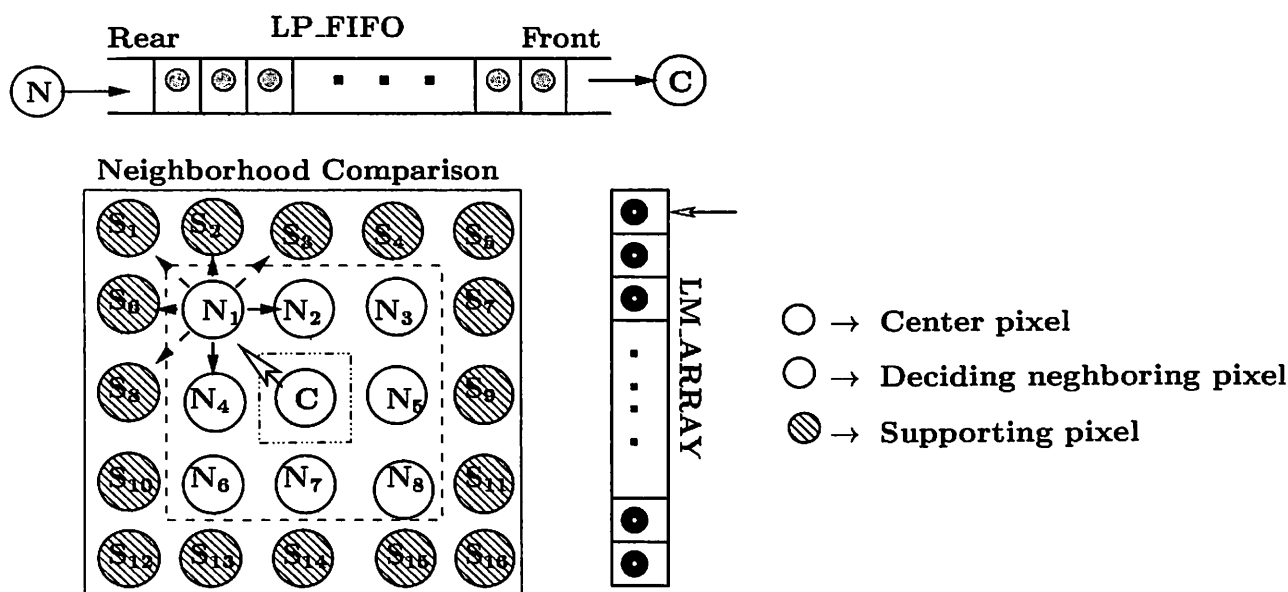 LP_FIFO
Rear Front
N C
Neighborhood Comparison
S1 S2 S3 S4 S5
S6 N1 N2 N3 S7
S8 N4 C N5 S9
S10 N6 N7 N8 S11
S12 S13 S14 S15 S16
LM_ARRAY
→ Center pixel
→ Deciding neghboring pixel
→ Supporting pixel